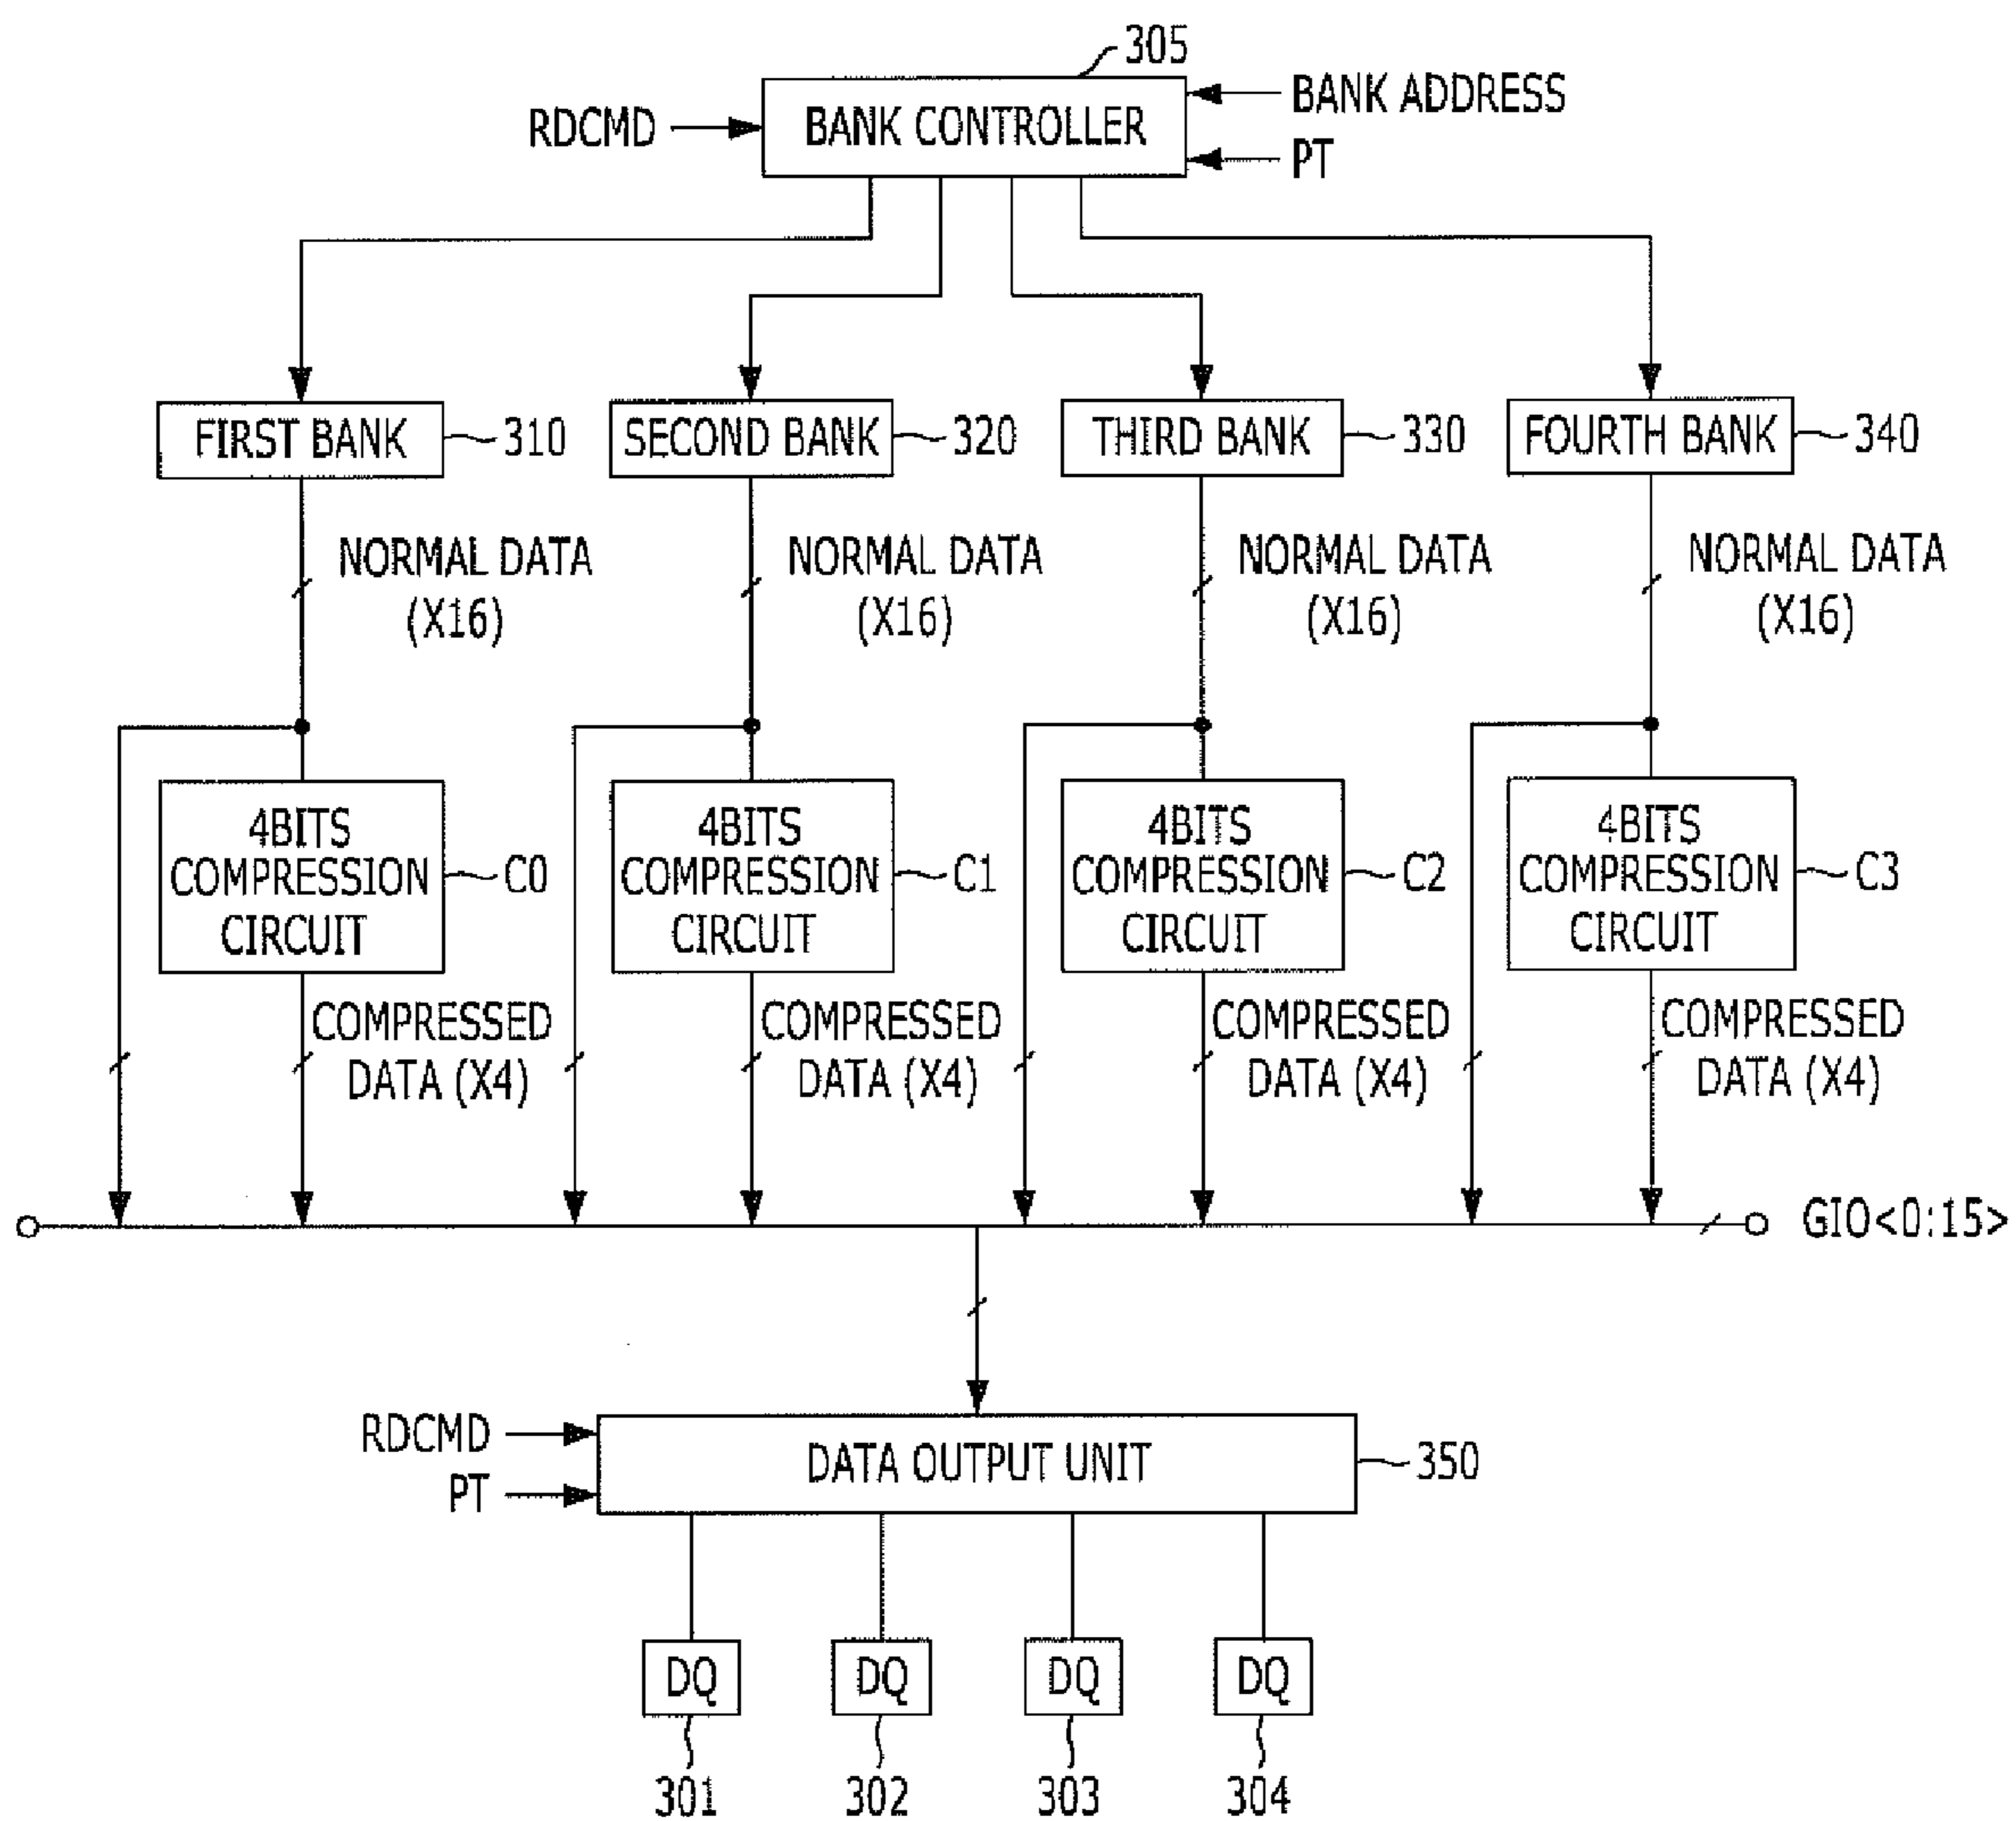 305
BANK CONTROLLER
RDCMD
BANK ADDRESS
PT
FIRST BANK
310
SECOND BANK
320
THIRD BANK
330
FOURTH BANK
340
NORMAL DATA
(X16)
NORMAL DATA
(X16)
NORMAL DATA
(X16)
NORMAL DATA
(X16)
4BITS
COMPRESSION
CIRCUIT
C0
4BITS
COMPRESSION
CIRCUIT
C1
4BITS
COMPRESSION
CIRCUIT
C2
4BITS
COMPRESSION
CIRCUIT
C3
COMPRESSED
DATA (X4)
COMPRESSED
DATA (X4)
COMPRESSED
DATA (X4)
COMPRESSED
DATA (X4)
GIO<0:15>
RDCMD
PT
DATA OUTPUT UNIT
350
DQ
DQ
DQ
DQ
301
302
303
304